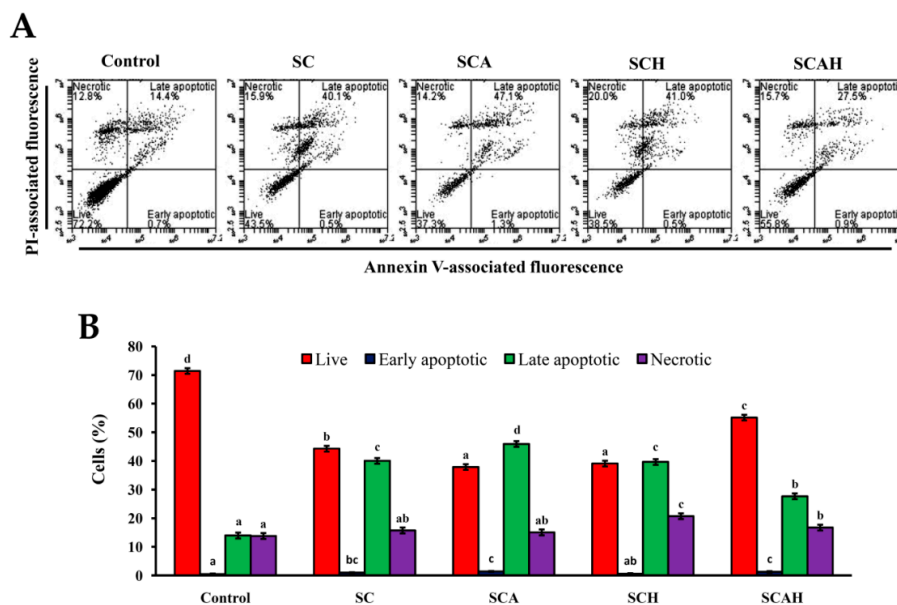 A
Control SC SCA SCH SCAH
PI-associated fluorescence
Necrotic Late apoptotic Necrotic Late apoptotic Necrotic Late apoptotic Necrotic Late apoptotic Necrotic Late apoptotic
12.8% 14.4% 15.9% 40.1% 14.2% 47.1% 20.0% 41.0% 15.7% 27.5%
Live Early apoptotic Live Early apoptotic Live Early apoptotic Live Early apoptotic Live Early apoptotic
72.2% 0.7% 43.5% 0.5% 37.3% 1.3% 38.5% 0.5% 55.8% 0.9%
Annexin V-associated fluorescence
B
Live Early apoptotic Late apoptotic Necrotic
Cells (%)
80
70
60
50
40
30
20
10
0
d a a a
b bc c ab
a c d ab
a ab c c
c c b b
Control SC SCA SCH SCAH